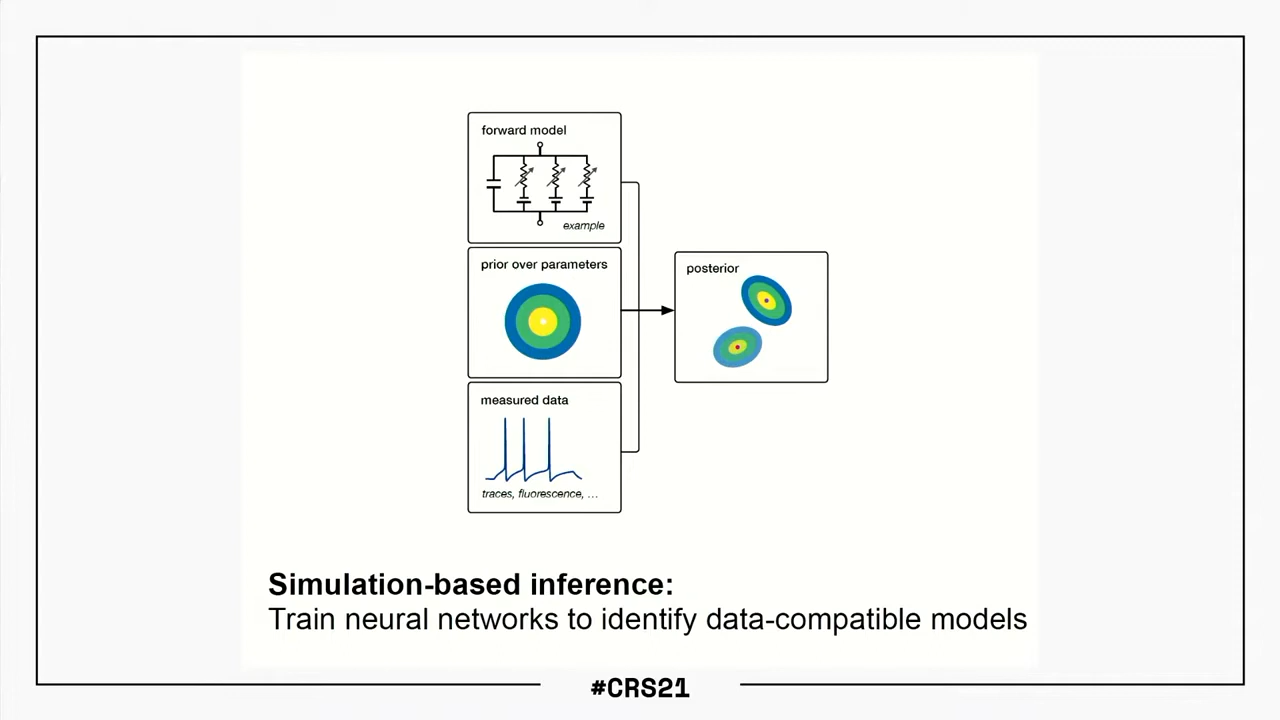 forward model
example
prior over parameters
posterior
measured data
traces, fluorescence, ...
Simulation-based inference:
Train neural networks to identify data-compatible models
#CRS21